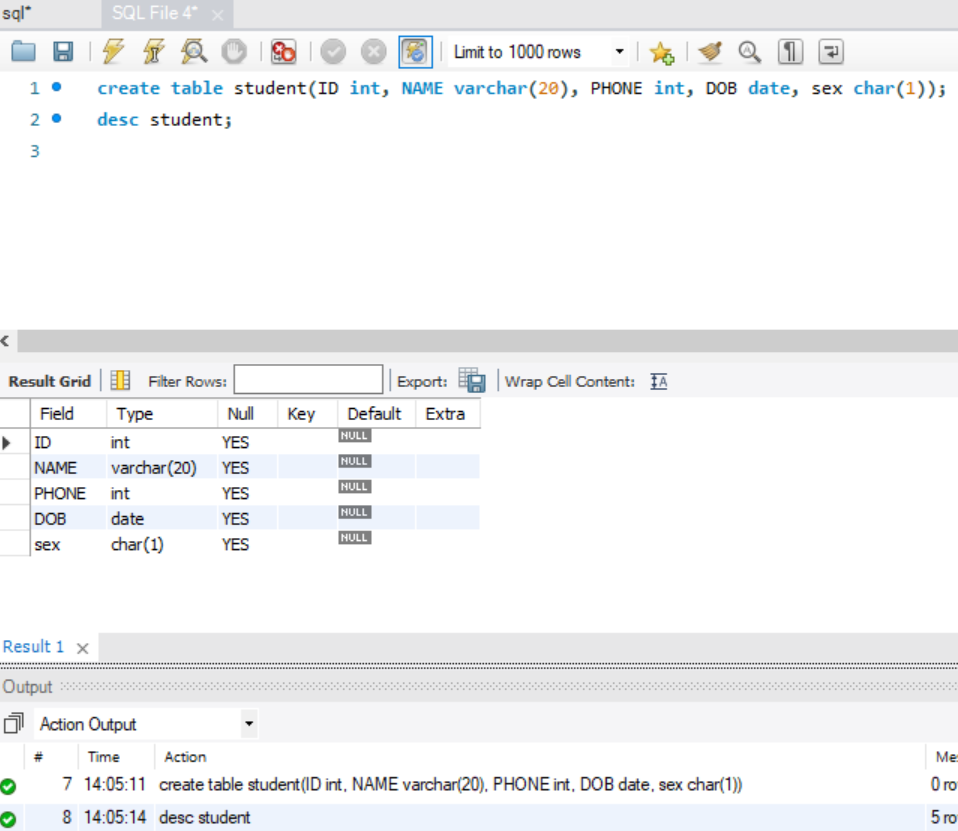 sql*
SQL File 4*
Limit to 1000 rows
1 create table student(ID int, NAME varchar(20), PHONE int, DOB date, sex char(1));
2 desc student;
3
Result Grid Filter Rows: Export: Wrap Cell Content:
Field Type Null Key Default Extra
ID int YES NULL
NAME varchar(20) YES NULL
PHONE int YES NULL
DOB date YES NULL
sex char(1) YES NULL
Result 1
Output
Action Output
# Time Action
7 14:05:11 create table student(ID int, NAME varchar(20), PHONE int, DOB date, sex char(1)) 0
8 14:05:14 desc student 5